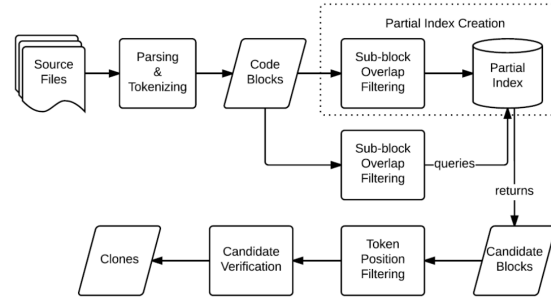 Partial Index Creation
Source
Files
Parsing
&
Tokenizing
Code
Blocks
Sub-block
Overlap
Filtering
Partial
Index
Sub-block
Overlap
Filtering
queries
returns
Clones
Candidate
Verification
Token
Position
Filtering
Candidate
Blocks